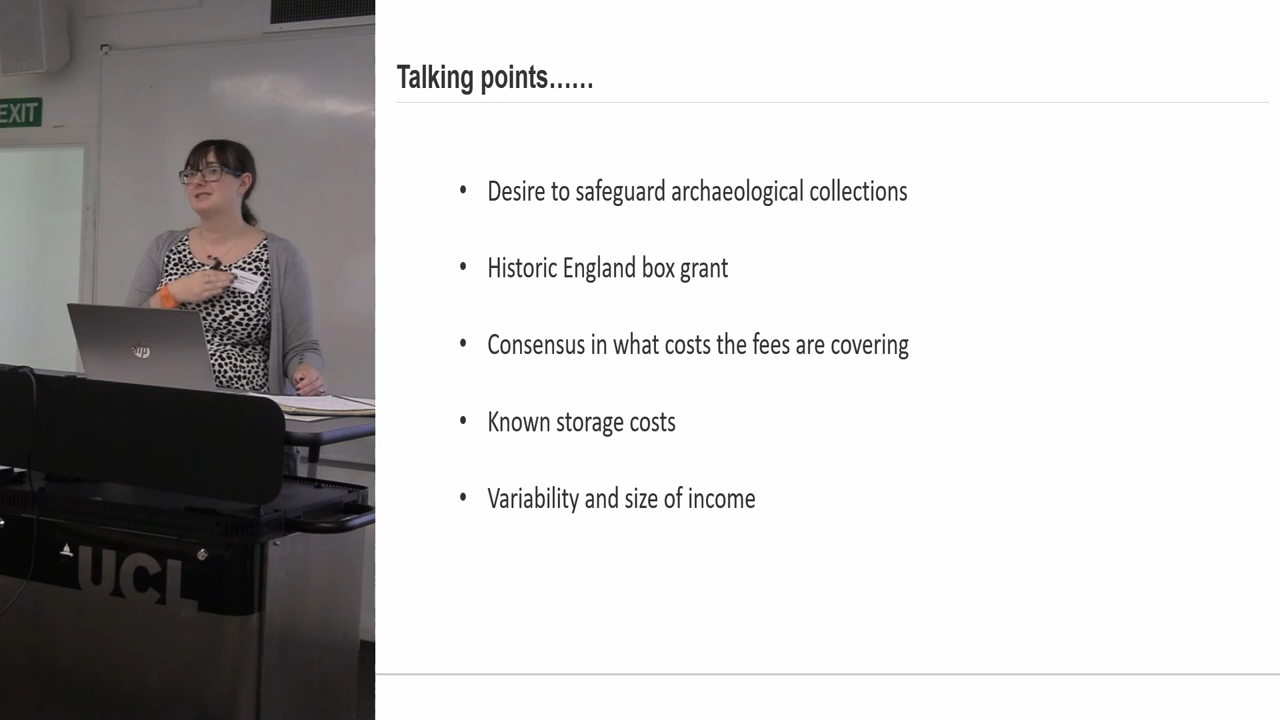 EXIT
hp
UCL
Talking points......
• Desire to safeguard archaeological collections
• Historic England box grant
• Consensus in what costs the fees are covering
• Known storage costs
• Variability and size of income